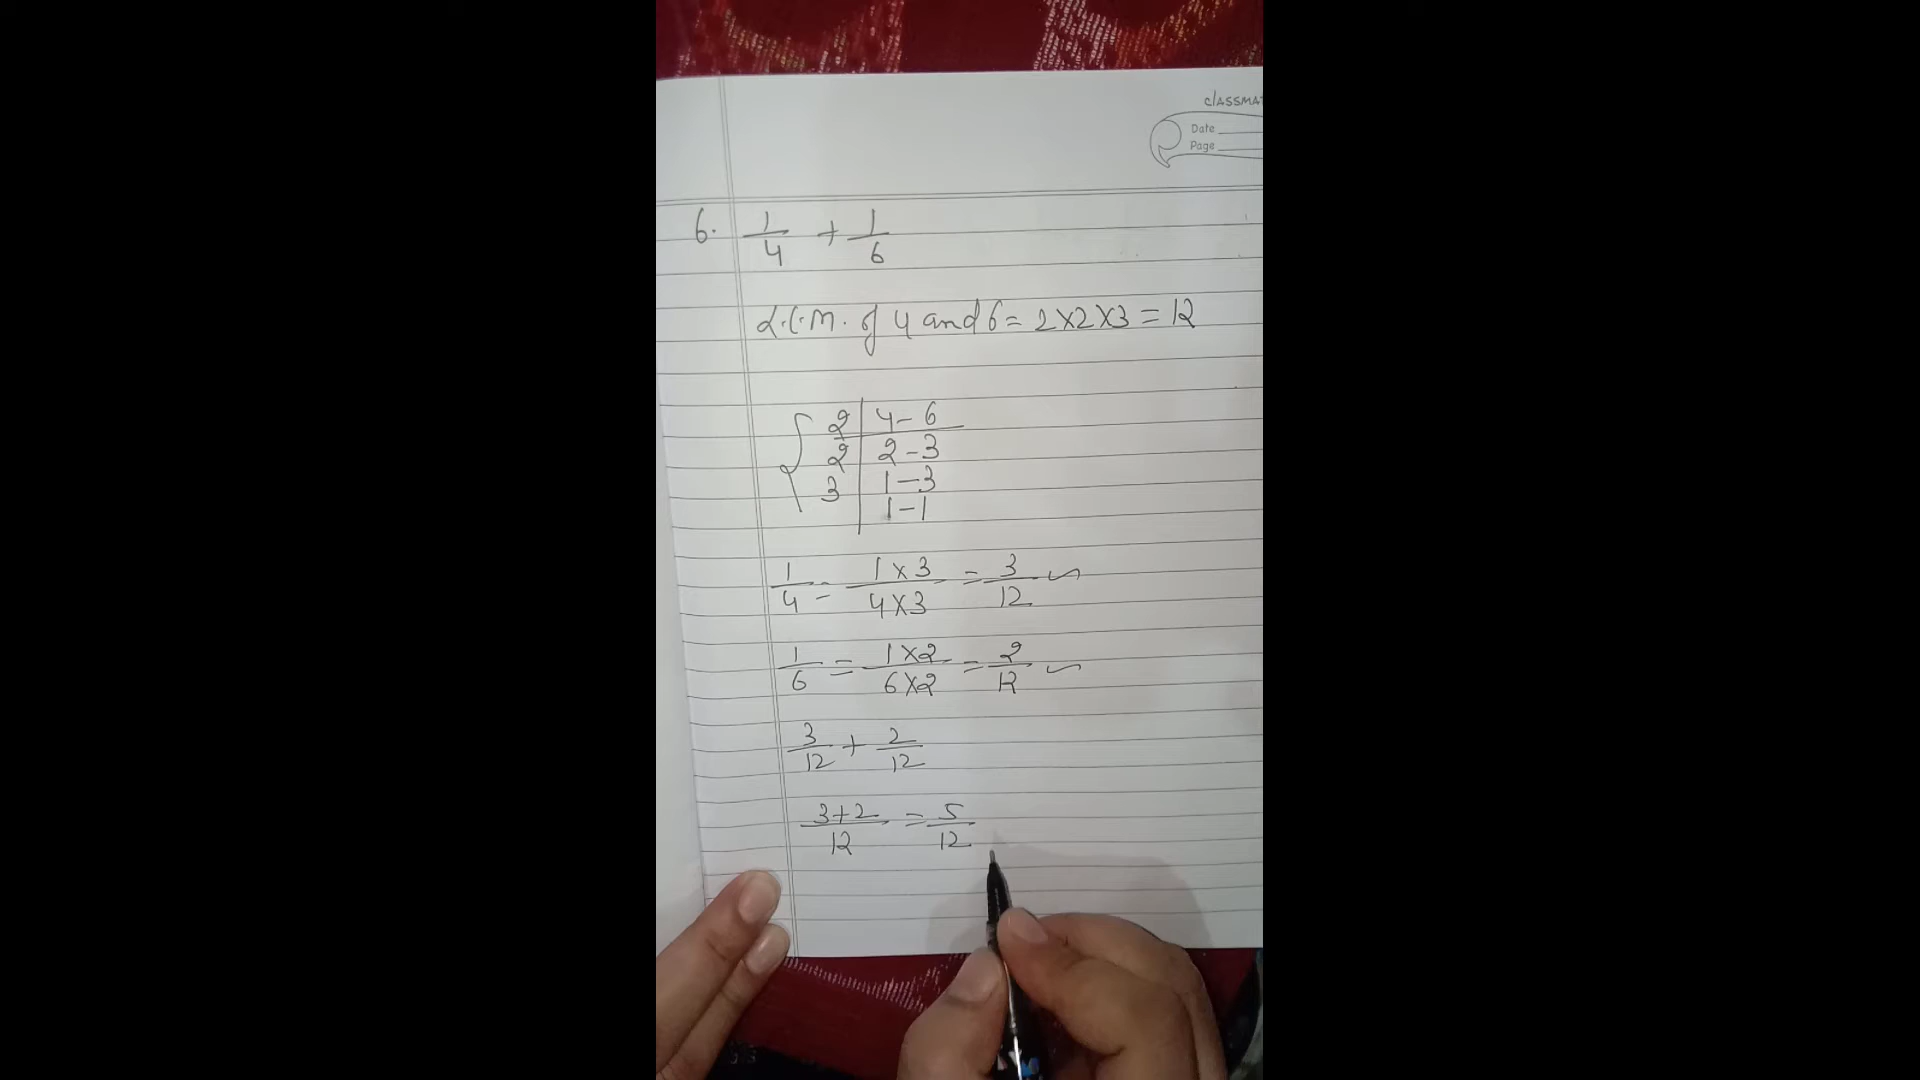 classma
Date
Page
6. 1/4 + 1/6
L.C.M. of 4 and 6 = 2×2×3 = 12
2 | 4 - 6
2 | 2 - 3
3 | 1 - 3
| 1 - 1
1/4 = 1×3/4×3 = 3/12
1/6 = 1×2/6×2 = 2/12
3/12 + 2/12
3+2/12 = 5/12